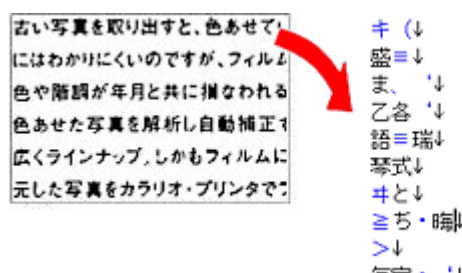 古い写真を取り出すと、色あせてい
にはわかりにくいのですが、フィルム
色や階調が年月と共に損なわれる
色あせた写真を解析し自動補正す
広くラインナップ。しかもフィルムに
元した写真をカラリオ・プリンタでプ
キ (↓
盛≡↓
ま、 ‘↓
乙各 ‘↓
語≡瑞↓
琴式↓
ヰと↓
≧ち・晦↓
>↓